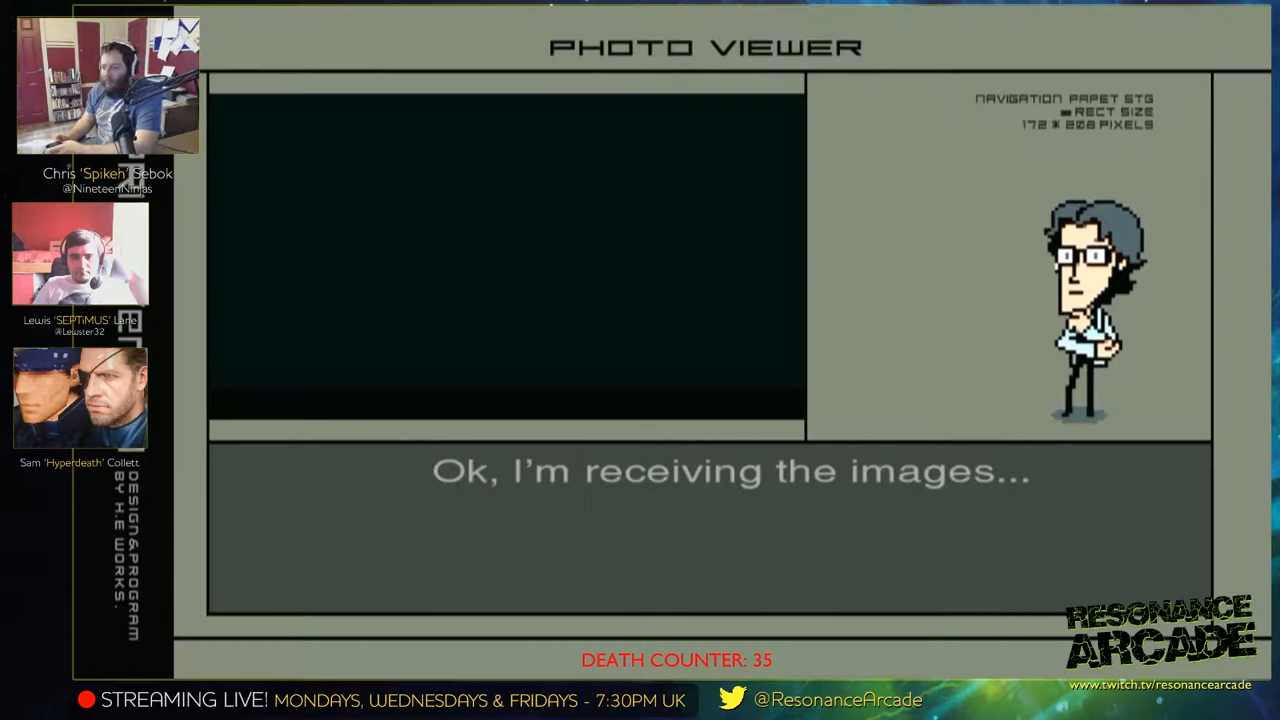 PHOTO VIEWER
NAVIGATION PAPET STG
RECT SIZE
172 * 208 PIXELS
Chris 'Spikeh' Sebok
@NineteenNinjas
Lewis 'SEPTiMUS' Lane
@Lewster32
Sam 'Hyperdeath' Collett
DESIGN&PROGRAM
BY H.E WORKS.
Ok, I'm receiving the images...
RESONANCE
ARCADE
www.twitch.tv/resonancearcade
DEATH COUNTER: 35
STREAMING LIVE! MONDAYS, WEDNESDAYS & FRIDAYS - 7:30PM UK
@ResonanceArcade